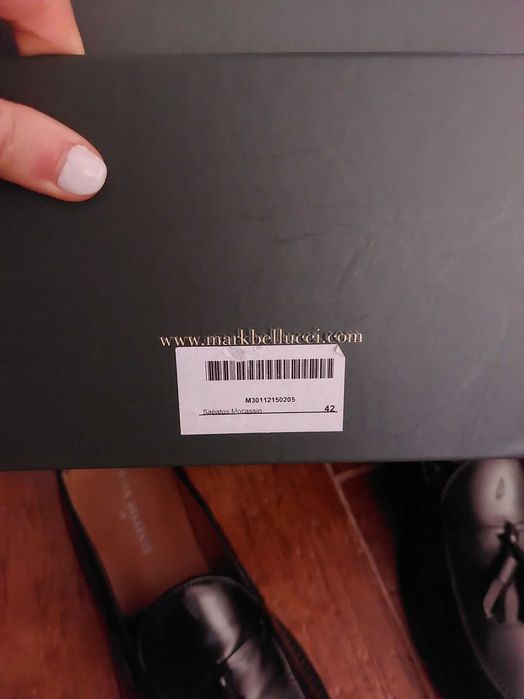 www.markbellucci.com
M30112150205
Sapatos Mocassin 42